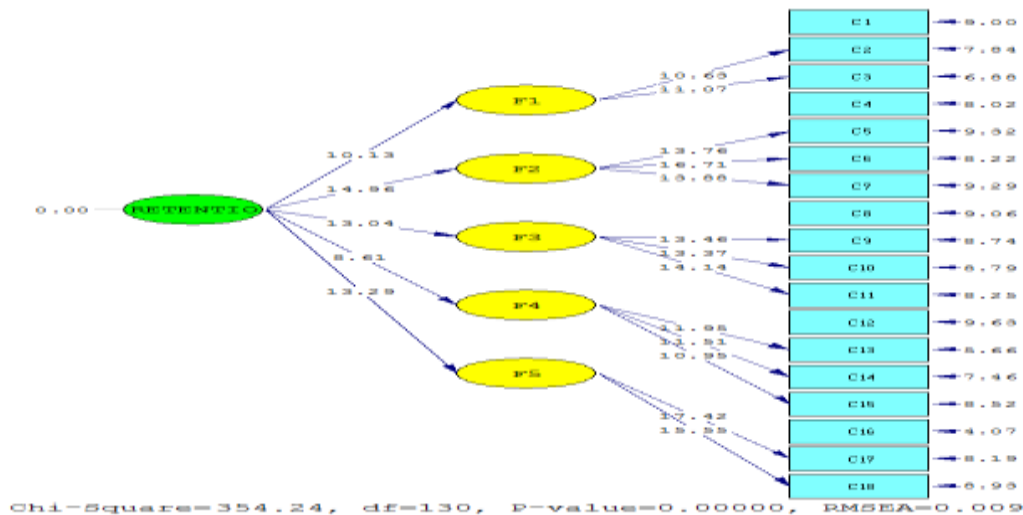 C1 9.00
C2 7.84
10.63
C3 6.88
11.07
F1
C4 8.02
C5 9.32
13.76
10.13
C6 8.22
16.71
F2
13.88
C7 9.29
14.96
RETENTIO
0.00
C8 9.06
13.04
F3
13.46
C9 8.74
13.37
8.61
14.14
C10 8.79
13.29
C11 8.25
F4
C12 9.63
11.95
11.51
C13 5.66
10.95
F5
C14 7.46
C15 8.52
17.42
15.55
C16 4.07
C17 8.19
C18
Chi-Square=354.24, df=130, P-value=0.00000, RMSEA=0.009